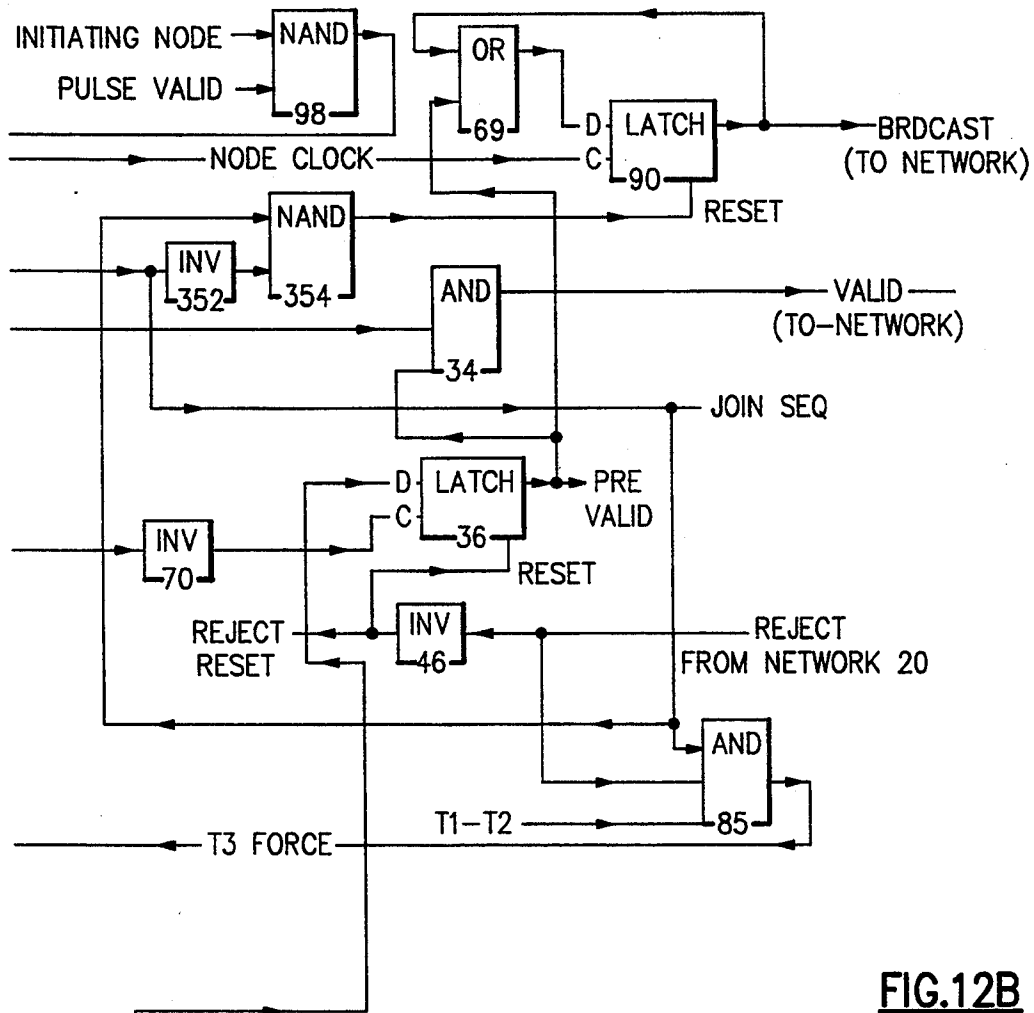 INITIATING NODE
NAND
PULSE VALID
98
OR
69
D
LATCH
C
90
BRDCAST
(TO NETWORK)
NODE CLOCK
RESET
NAND
INV
352
354
AND
34
VALID
(TO-NETWORK)
JOIN SEQ
D
LATCH
C
36
PRE
VALID
INV
70
RESET
REJECT
RESET
INV
46
REJECT
FROM NETWORK 20
AND
85
T1-T2
T3 FORCE
FIG.12B